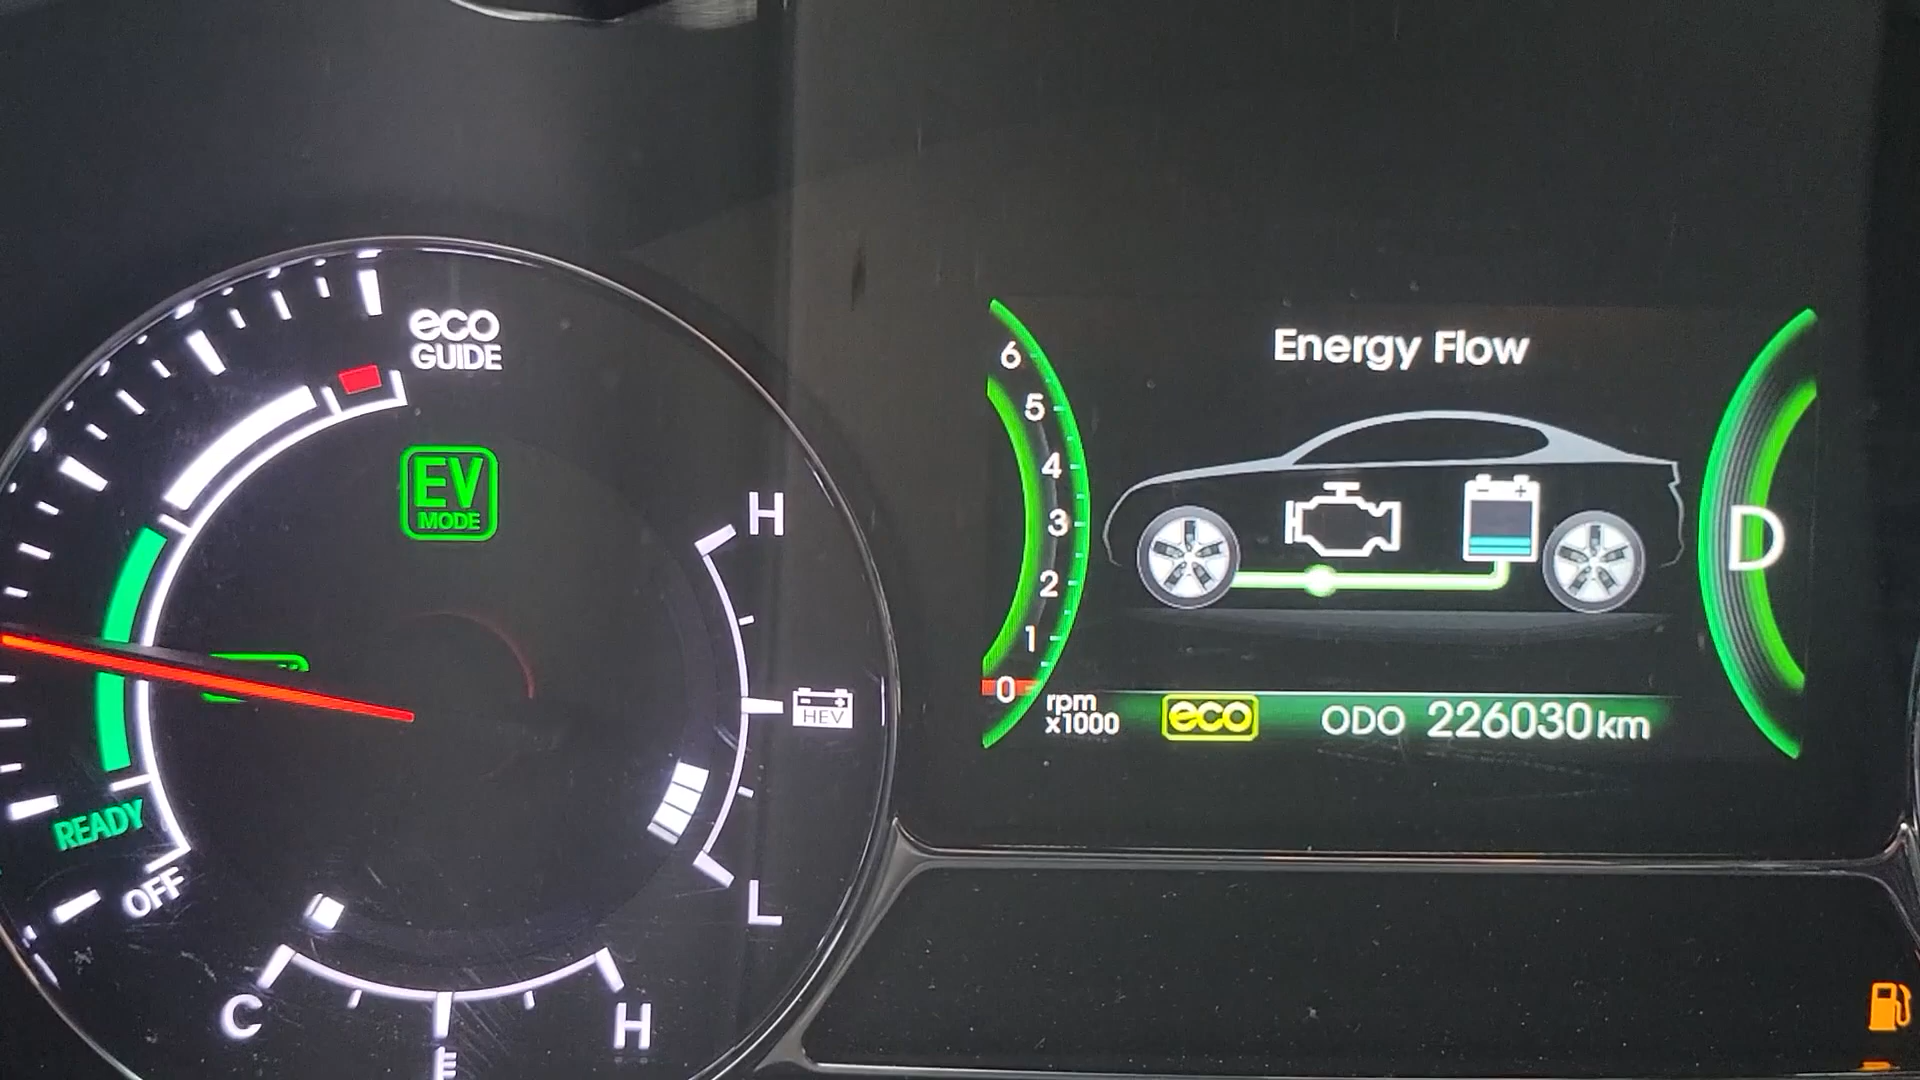 eco
GUIDE
EV
MODE
H
HEV
L
READY
OFF
C
H
E
Energy Flow
6
5
4
3
2
1
0
rpm
x1000
D
eco
ODO 226030 km